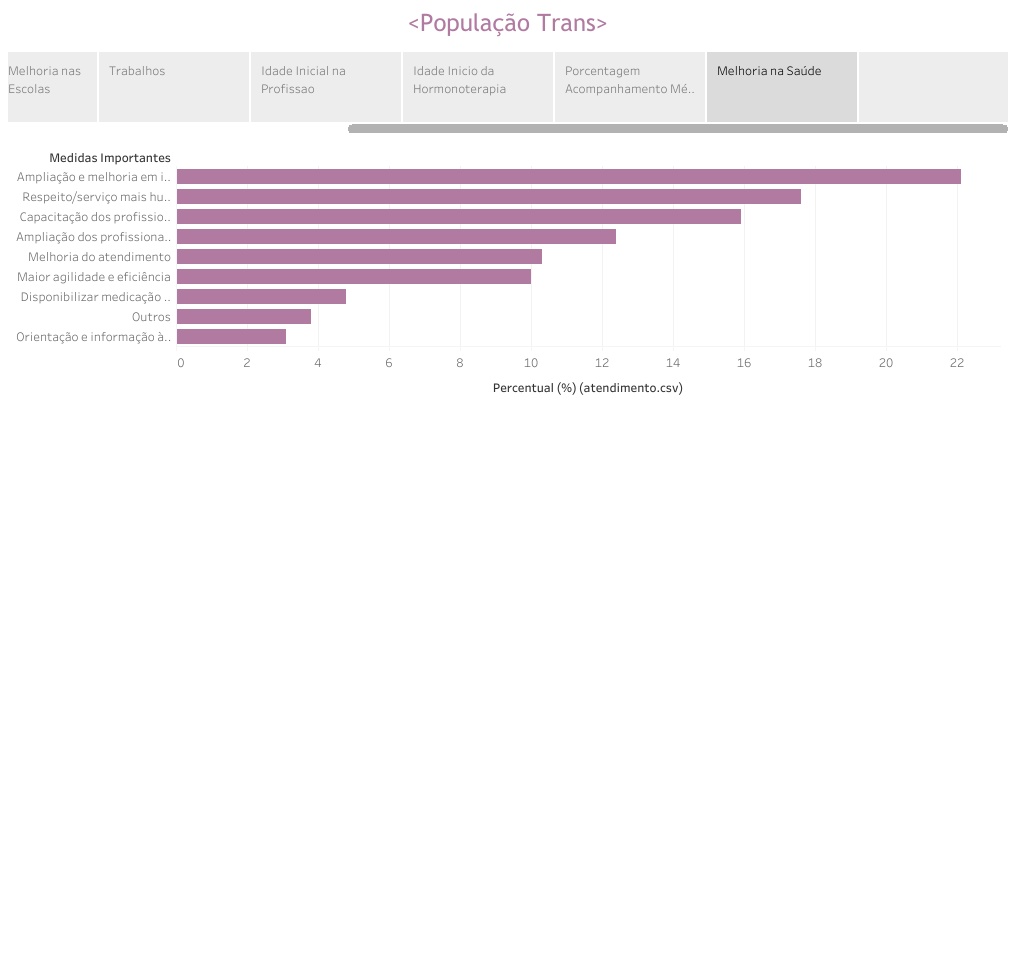 <População Trans>
Melhoria nas
Escolas
Trabalhos
Idade Inicial na
Profissao
Idade Inicio da
Hormonoterapia
Porcentagem
Acompanhamento Mé..
Melhoria na Saúde
Medidas Importantes
Ampliação e melhoria em i..
Respeito/serviço mais hu..
Capacitação dos profissio..
Ampliação dos profissiona..
Melhoria do atendimento
Maior agilidade e eficiência
Disponibilizar medicação ..
Outros
Orientação e informação à..
0 2 4 6 8 10 12 14 16 18 20 22
Percentual (%) (atendimento.csv)